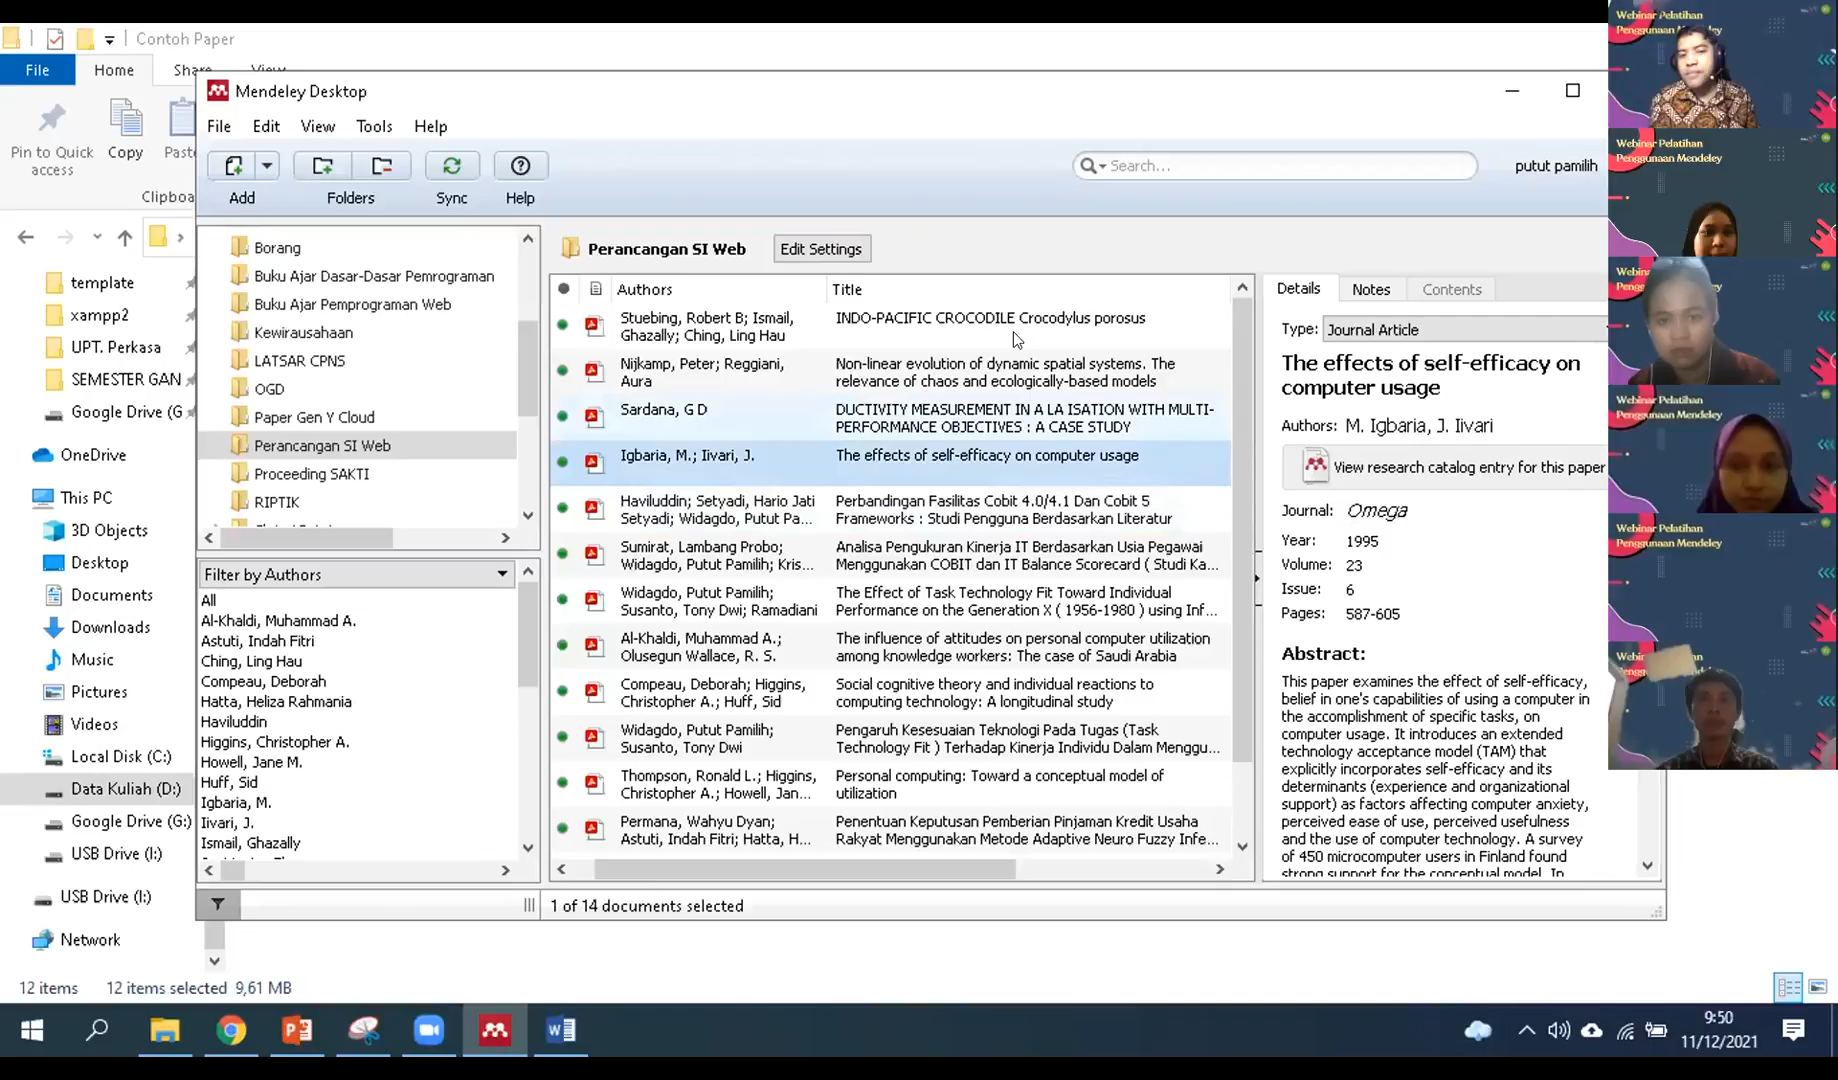 Contoh Paper
File
Home
Share
View
Pin to Quick
access
Copy
Paste
Clipboa
template
xampp2
UPT. Perkasa
SEMESTER GAN
Google Drive (G
OneDrive
This PC
3D Objects
Desktop
Documents
Downloads
Music
Pictures
Videos
Local Disk (C:)
Data Kuliah (D:)
Google Drive (G:)
USB Drive (I:)
USB Drive (I:)
Network
12 items
12 items selected 9,61 MB
Mendeley Desktop
File
Edit
View
Tools
Help
Add
Folders
Sync
Help
Search...
putut pamilih
Borang
Buku Ajar Dasar-Dasar Pemrograman
Buku Ajar Pemprograman Web
Kewirausahaan
LATSAR CPNS
OGD
Paper Gen Y Cloud
Perancangan SI Web
Proceeding SAKTI
RIPTIK
Filter by Authors
All
Al-Khaldi, Muhammad A.
Astuti, Indah Fitri
Ching, Ling Hau
Compeau, Deborah
Hatta, Heliza Rahmania
Haviluddin
Higgins, Christopher A.
Howell, Jane M.
Huff, Sid
Igbaria, M.
Iivari, J.
Ismail, Ghazally
Perancangan SI Web
Edit Settings
Authors
Title
Stuebing, Robert B; Ismail,
Ghazally; Ching, Ling Hau
INDO-PACIFIC CROCODILE Crocodylus porosus
Nijkamp, Peter; Reggiani,
Aura
Non-linear evolution of dynamic spatial systems. The
relevance of chaos and ecologically-based models
Sardana, G D
DUCTIVITY MEASUREMENT IN A LA ISATION WITH MULTI-
PERFORMANCE OBJECTIVES : A CASE STUDY
Igbaria, M.; Iivari, J.
The effects of self-efficacy on computer usage
Haviluddin; Setyadi, Hario Jati
Setyadi; Widagdo, Putut Pa...
Perbandingan Fasilitas Cobit 4.0/4.1 Dan Cobit 5
Frameworks : Studi Pengguna Berdasarkan Literatur
Sumirat, Lambang Probo;
Widagdo, Putut Pamilih; Kris...
Analisa Pengukuran Kinerja IT Berdasarkan Usia Pegawai
Menggunakan COBIT dan IT Balance Scorecard ( Studi Ka...
Widagdo, Putut Pamilih;
Susanto, Tony Dwi; Ramadiani
The Effect of Task Technology Fit Toward Individual
Performance on the Generation X ( 1956-1980 ) using Inf...
Al-Khaldi, Muhammad A.;
Olusegun Wallace, R. S.
The influence of attitudes on personal computer utilization
among knowledge workers: The case of Saudi Arabia
Compeau, Deborah; Higgins,
Christopher A.; Huff, Sid
Social cognitive theory and individual reactions to
computing technology: A longitudinal study
Widagdo, Putut Pamilih;
Susanto, Tony Dwi
Pengaruh Kesesuaian Teknologi Pada Tugas (Task
Technology Fit ) Terhadap Kinerja Individu Dalam Menggu...
Thompson, Ronald L.; Higgins,
Christopher A.; Howell, Jan...
Personal computing: Toward a conceptual model of
utilization
Permana, Wahyu Dyan;
Astuti, Indah Fitri; Hatta, H...
Penentuan Keputusan Pemberian Pinjaman Kredit Usaha
Rakyat Menggunakan Metode Adaptive Neuro Fuzzy Infe...
1 of 14 documents selected
Details
Notes
Contents
Type: Journal Article
The effects of self-efficacy on
computer usage
Authors: M. Igbaria, J. Iivari
View research catalog entry for this paper
Journal: Omega
Year: 1995
Volume: 23
Issue: 6
Pages: 587-605
Abstract:
This paper examines the effect of self-efficacy,
belief in one's capabilities of using a computer in
the accomplishment of specific tasks, on
computer usage. It introduces an extended
technology acceptance model (TAM) that
explicitly incorporates self-efficacy and its
determinants (experience and organizational
support) as factors affecting computer anxiety,
perceived ease of use, perceived usefulness
and the use of computer technology. A survey
of 450 microcomputer users in Finland found
strong support for the conceptual model. In
Webinar Pelatihan
Penggunaan Mendeley
Webinar Pelatihan
Penggunaan Mendeley
Webinar Pelatihan
Penggunaan Mendeley
9:50
11/12/2021